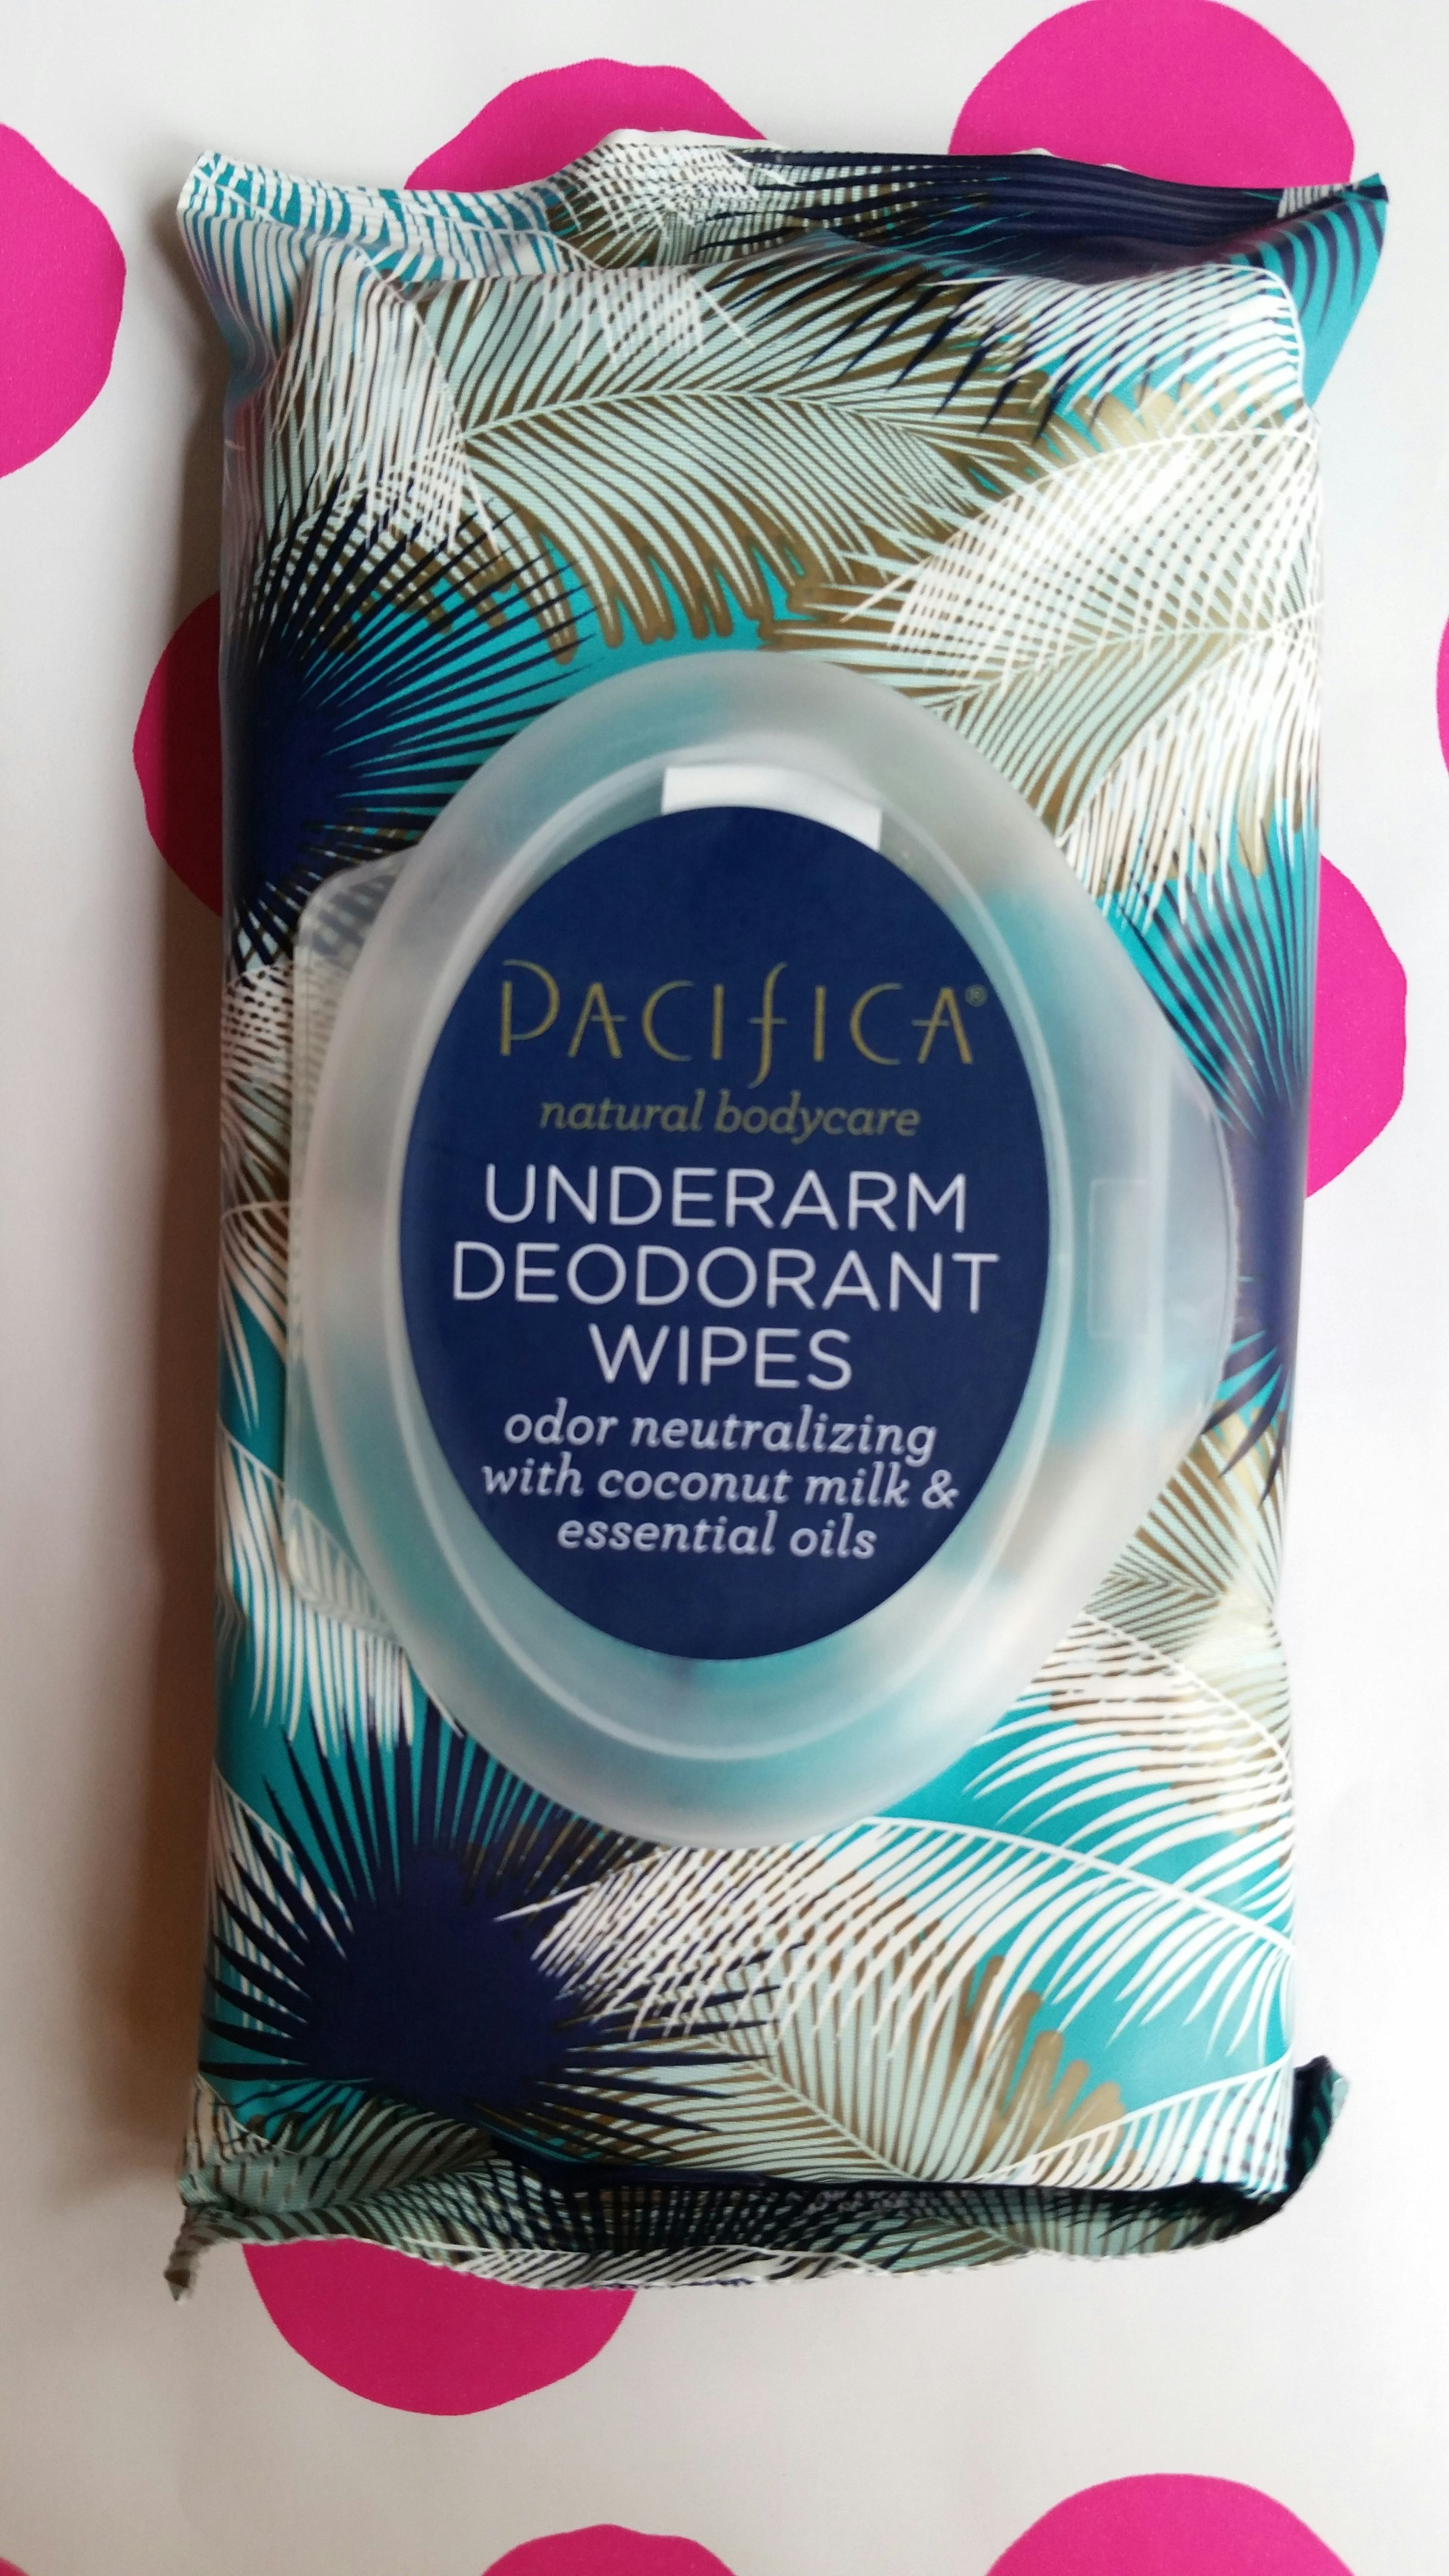 PACIFICA®
natural bodycare
UNDERARM
DEODORANT
WIPES
odor neutralizing
with coconut milk &
essential oils